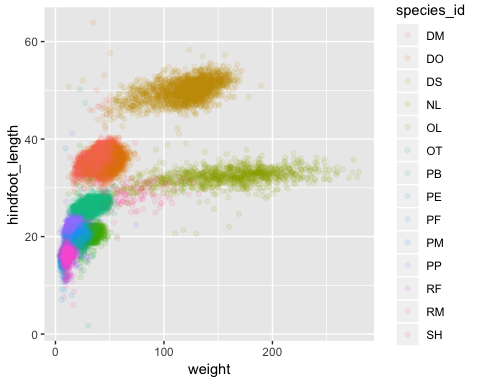 species_id
DM
DO
DS
NL
OL
OT
PB
PE
PF
PM
PP
RF
RM
SH
60
40
20
0
hindfoot_length
0 100 200
weight